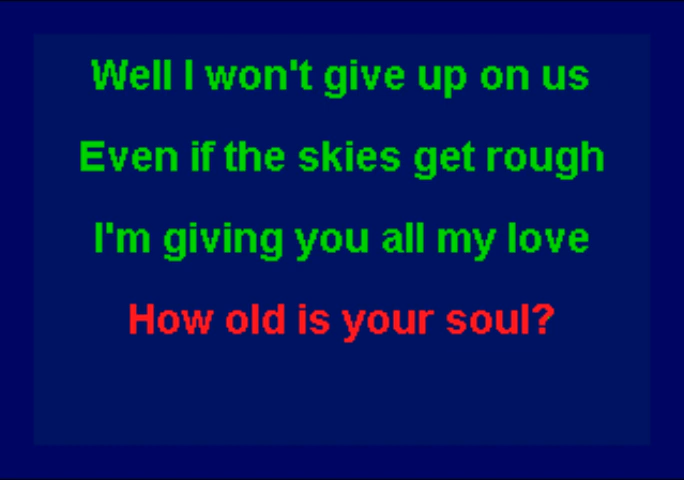 Well I won't give up on us
Even if the skies get rough
I'm giving you all my love
How old is your soul?